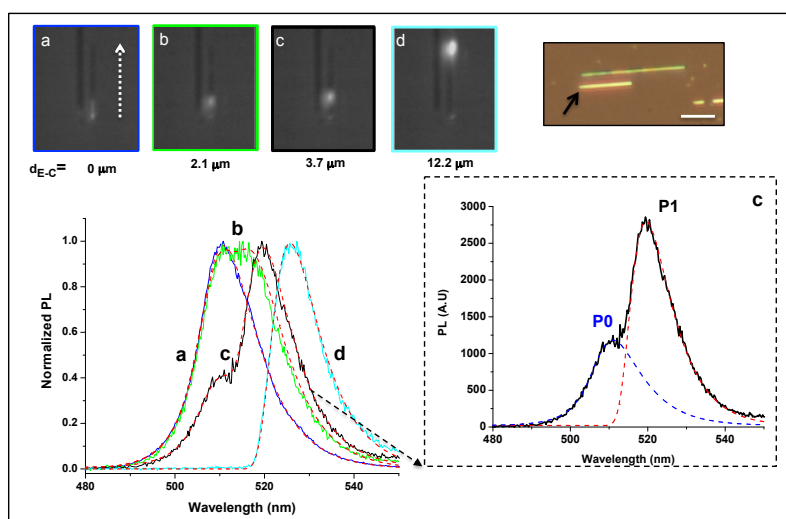 a
b
c
d
d E-C = 0 µm
2.1 µm
3.7 µm
12.2 µm
Normalized PL
1.0
0.8
0.6
0.4
0.2
0.0
b
a
c
d
480 500 520 540
Wavelength (nm)
c
PL (A.U)
3000
2500
2000
1500
1000
500
0
P1
P0
480 500 520 540
Wavelength (nm)